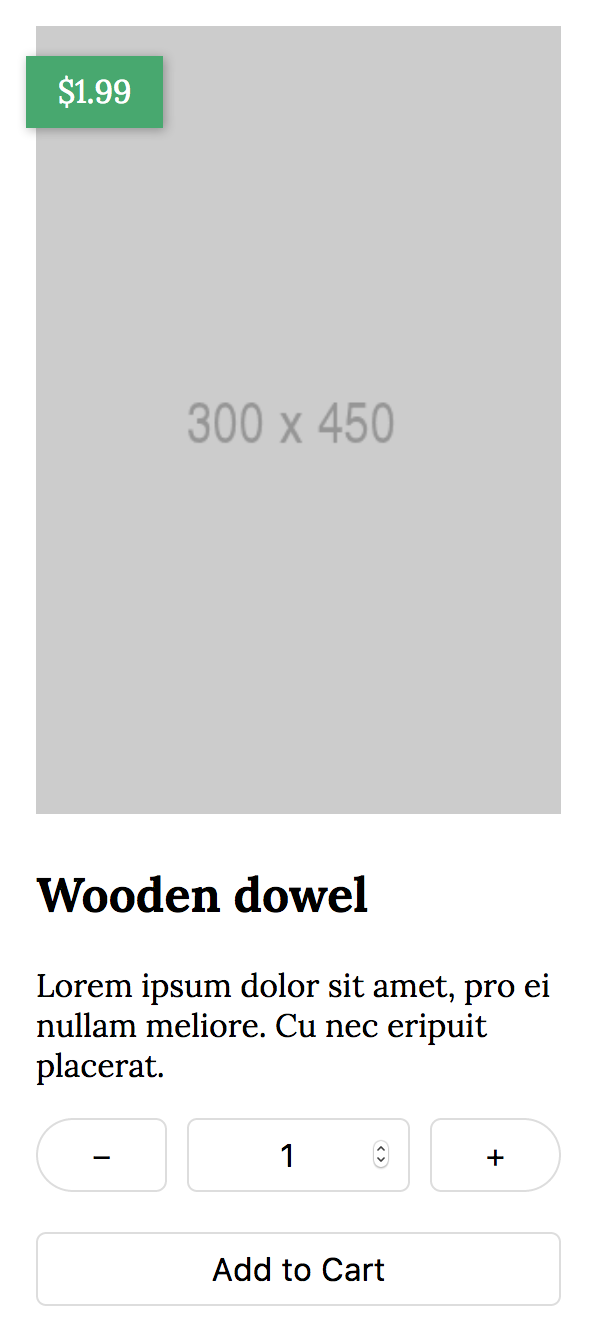 $1.99
300 x 450
Wooden dowel
Lorem ipsum dolor sit amet, pro ei
nullam meliore. Cu nec eripuit
placerat.
– 1 +
Add to Cart